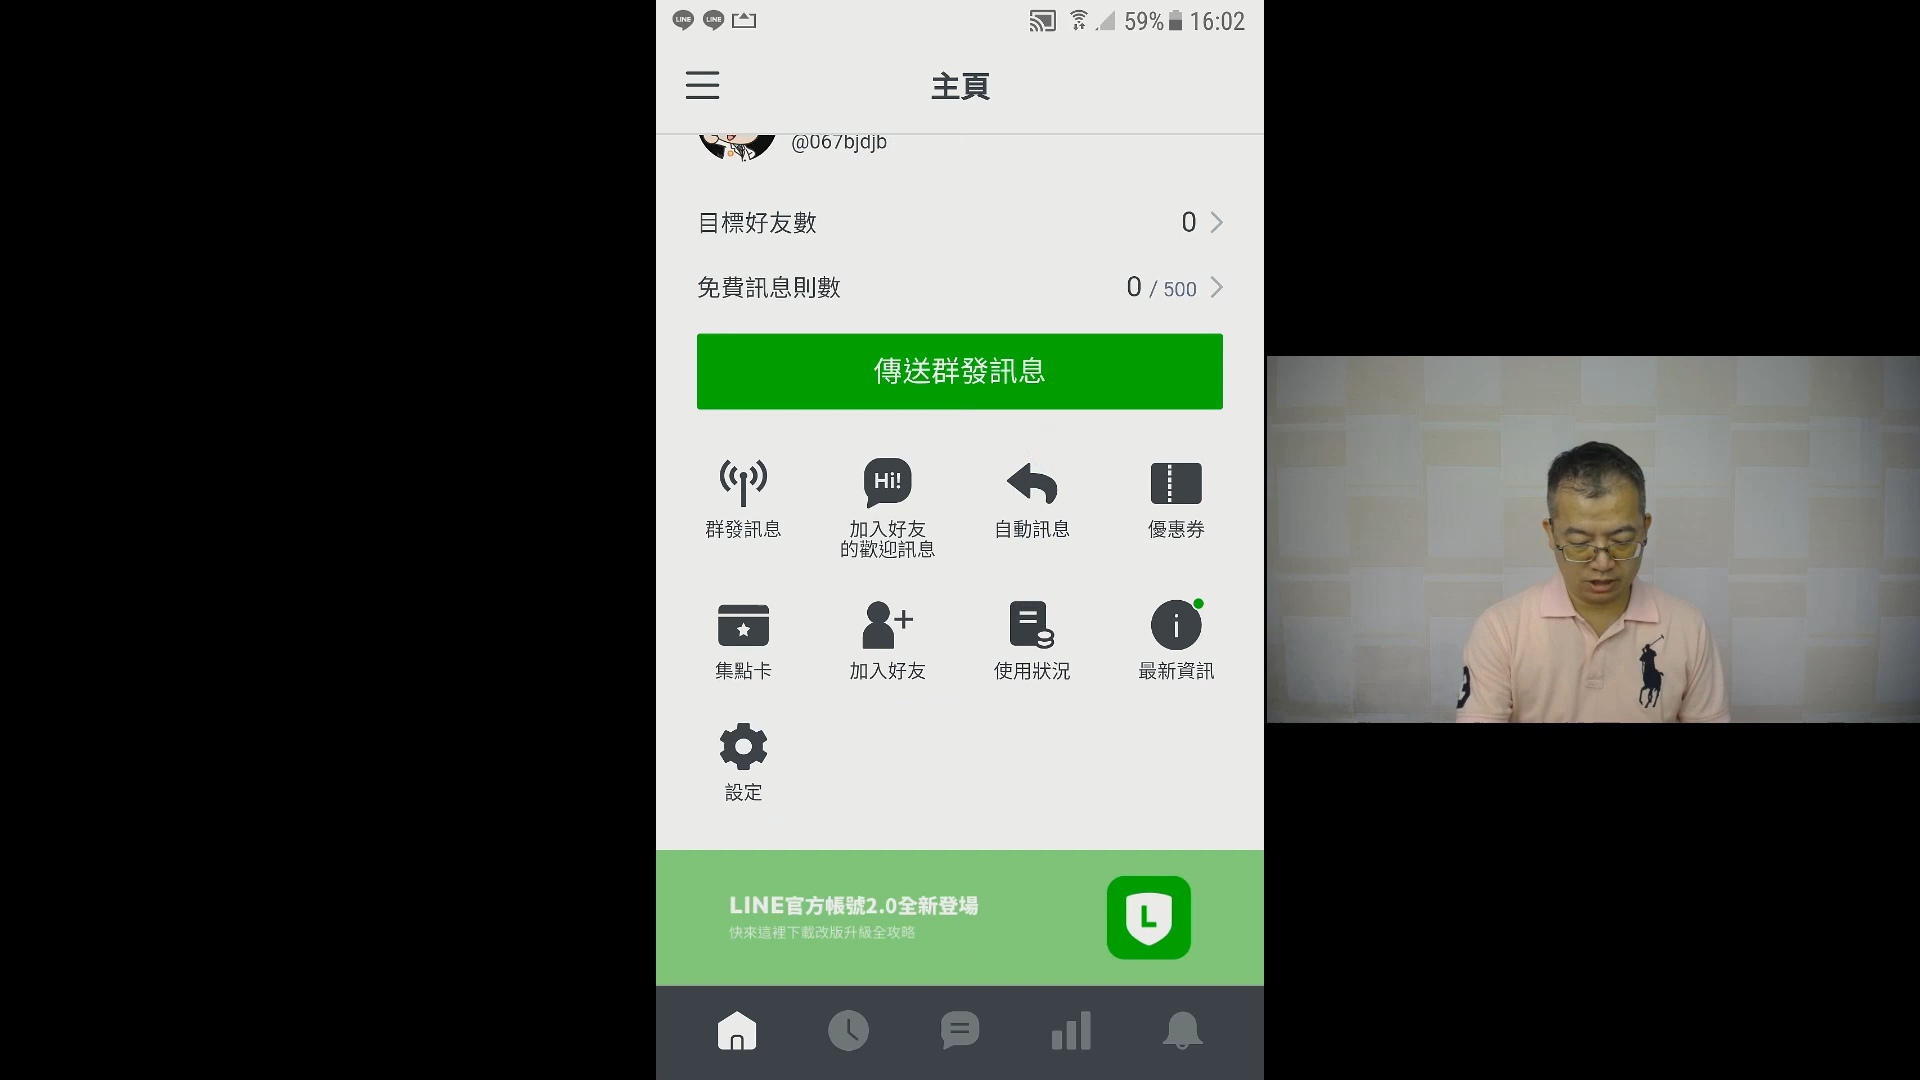 LINE LINE 59% 16:02
主頁
@067bjdjb
目標好友數 0
免費訊息則數 0 / 500
傳送群發訊息
Hi!
群發訊息 加入好友 自動訊息 優惠券
的歡迎訊息
i
集點卡 加入好友 使用狀況 最新資訊
設定
LINE官方帳號2.0全新登場
快來這裡下載改版升級全攻略
L
3